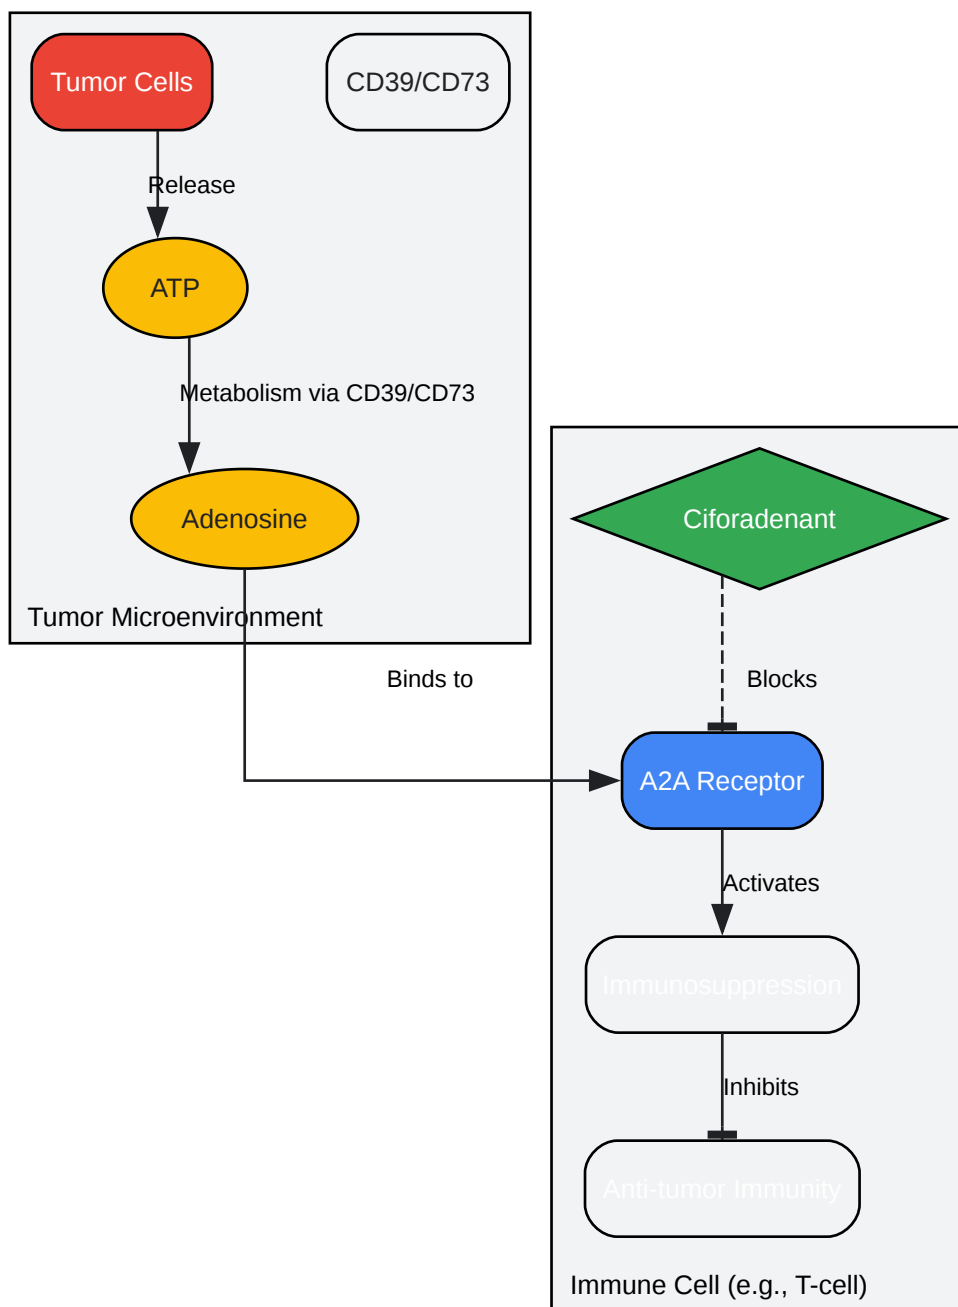 Tumor Cells
CD39/CD73
Release
ATP
Metabolism via CD39/CD73
Adenosine
Tumor Microenvironment
Ciforadenant
Binds to
Blocks
A2A Receptor
Activates
Immunosuppression
Inhibits
Anti-tumor Immunity
Immune Cell (e.g., T-cell)